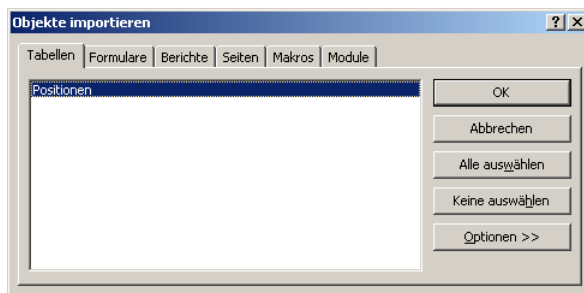 Objekte importieren
Tabellen Formulare Berichte Seiten Makros Module
Positionen
OK
Abbrechen
Alle auswählen
Keine auswählen
Optionen >>